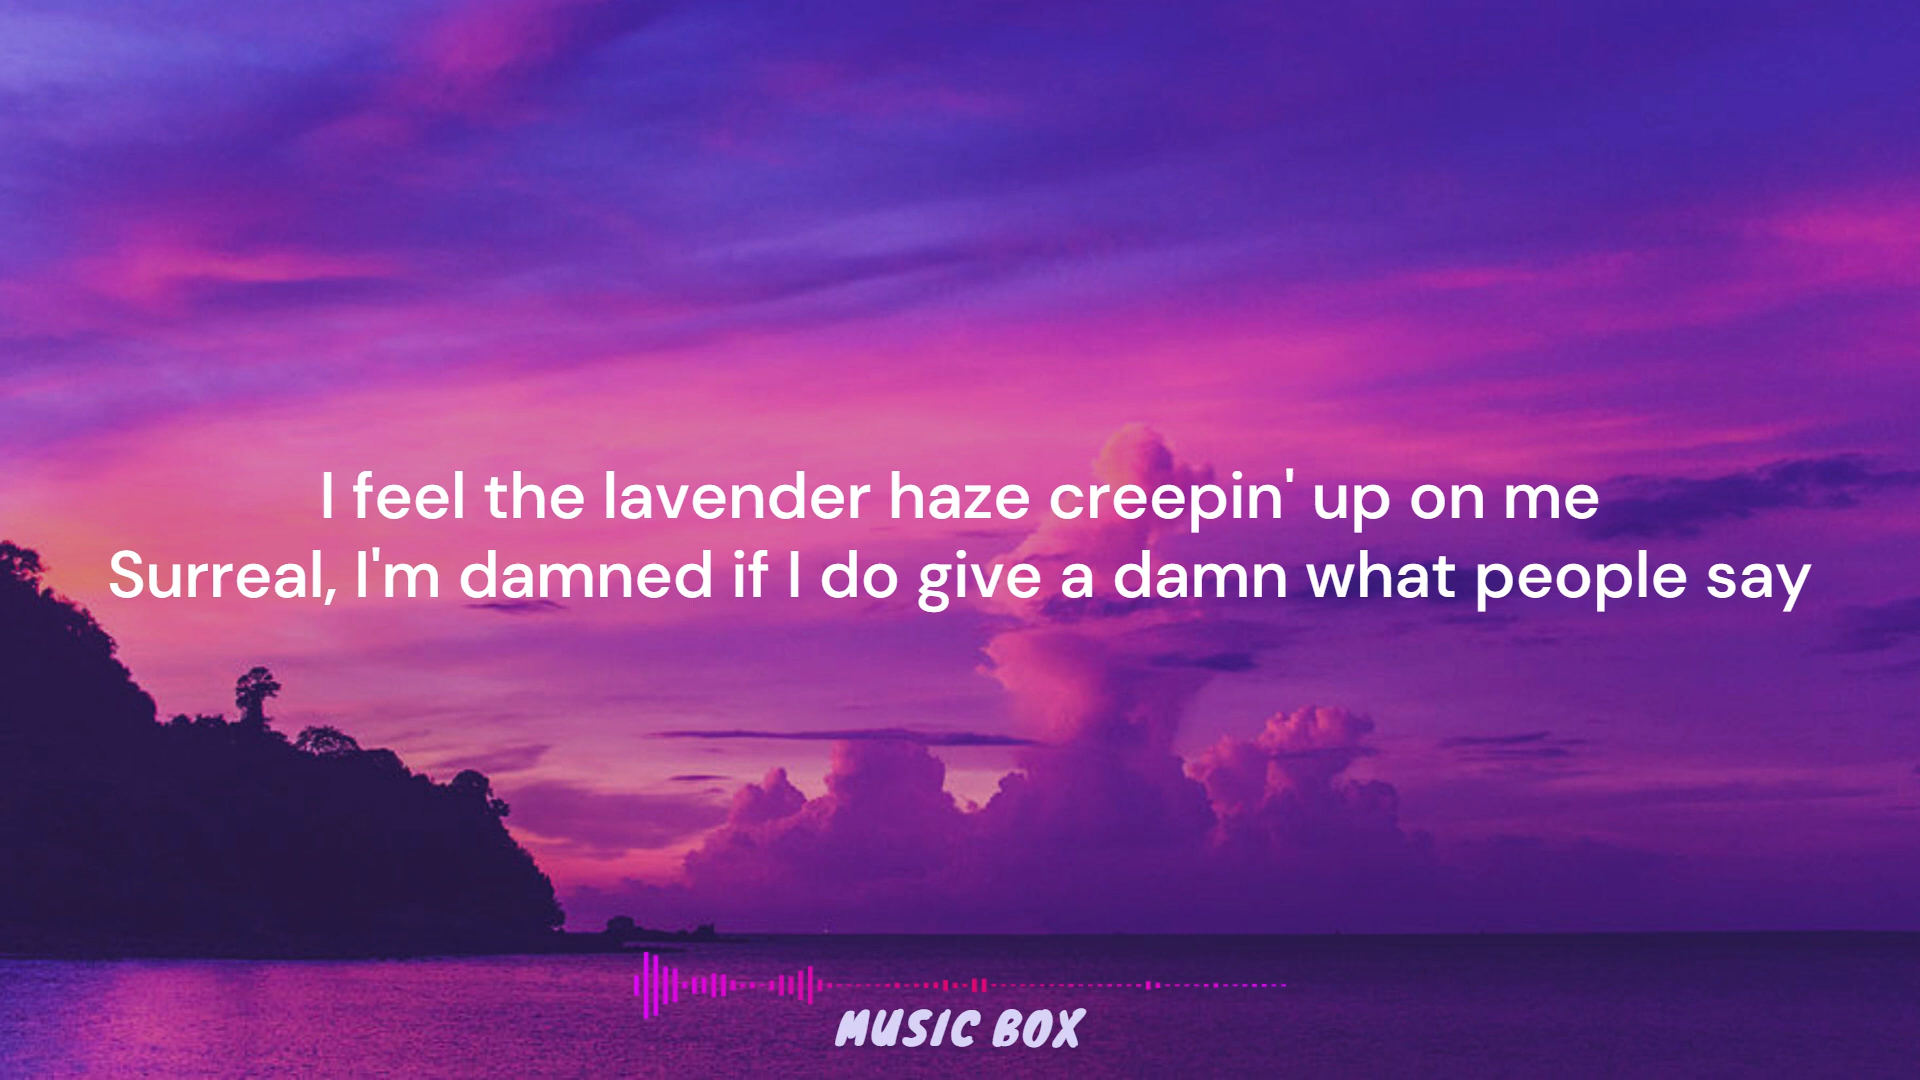 I feel the lavender haze creepin' up on me
Surreal, I'm damned if I do give a damn what people say
MUSIC BOX